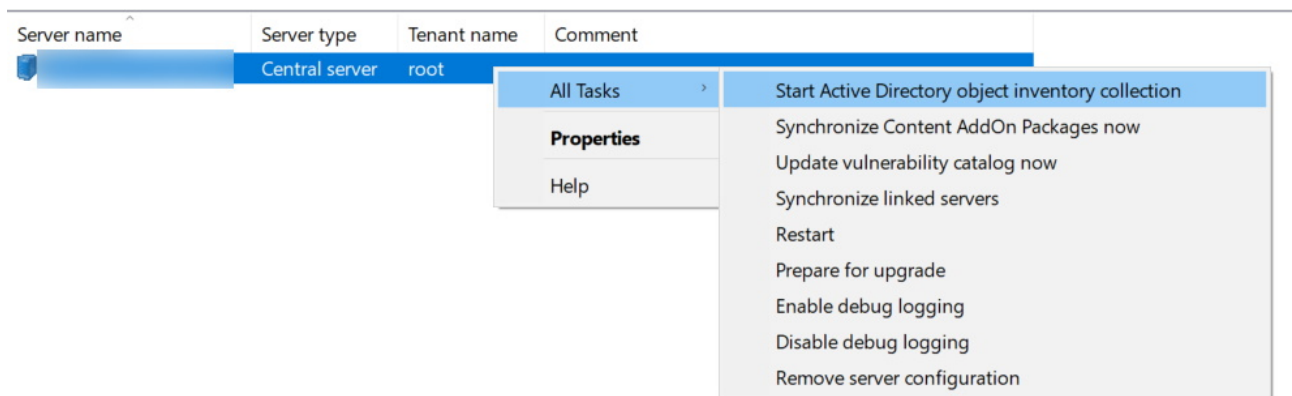 Server name Server type Tenant name Comment
Central server root
All Tasks Start Active Directory object inventory collection
Synchronize Content AddOn Packages now
Properties
Update vulnerability catalog now
Help
Synchronize linked servers
Restart
Prepare for upgrade
Enable debug logging
Disable debug logging
Remove server configuration